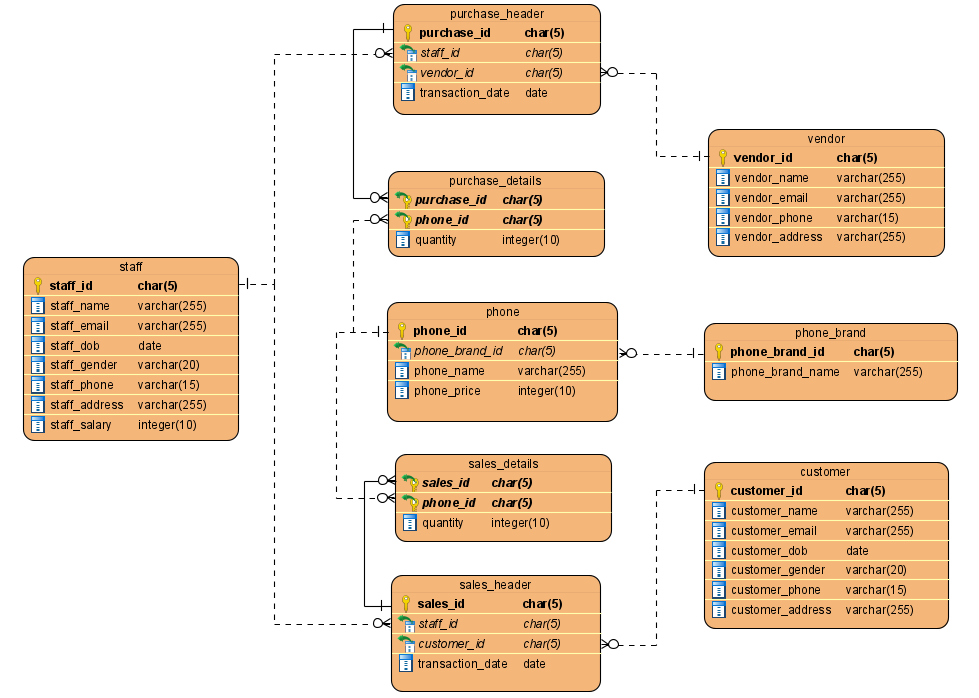 purchase_header
purchase_id char(5)
staff_id char(5)
vendor_id char(5)
transaction_date date
vendor
vendor_id char(5)
vendor_name varchar(255)
vendor_email varchar(255)
vendor_phone varchar(15)
vendor_address varchar(255)
purchase_details
purchase_id char(5)
phone_id char(5)
quantity integer(10)
staff
staff_id char(5)
staff_name varchar(255)
staff_email varchar(255)
staff_dob date
staff_gender varchar(20)
staff_phone varchar(15)
staff_address varchar(255)
staff_salary integer(10)
phone
phone_id char(5)
phone_brand_id char(5)
phone_name varchar(255)
phone_price integer(10)
phone_brand
phone_brand_id char(5)
phone_brand_name varchar(255)
sales_details
sales_id char(5)
phone_id char(5)
quantity integer(10)
customer
customer_id char(5)
customer_name varchar(255)
customer_email varchar(255)
customer_dob date
customer_gender varchar(20)
customer_phone varchar(15)
customer_address varchar(255)
sales_header
sales_id char(5)
staff_id char(5)
customer_id char(5)
transaction_date date